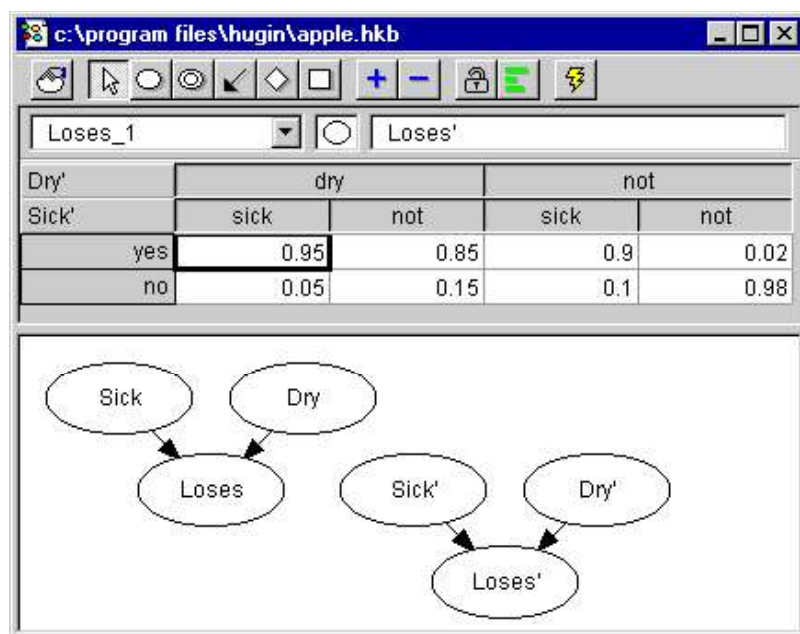 c:\program files\hugin\apple.hkb
Loses_1 Loses'
Dry' dry not
Sick' sick not sick not
yes 0.95 0.85 0.9 0.02
no 0.05 0.15 0.1 0.98
Sick Dry
Loses Sick' Dry'
Loses'